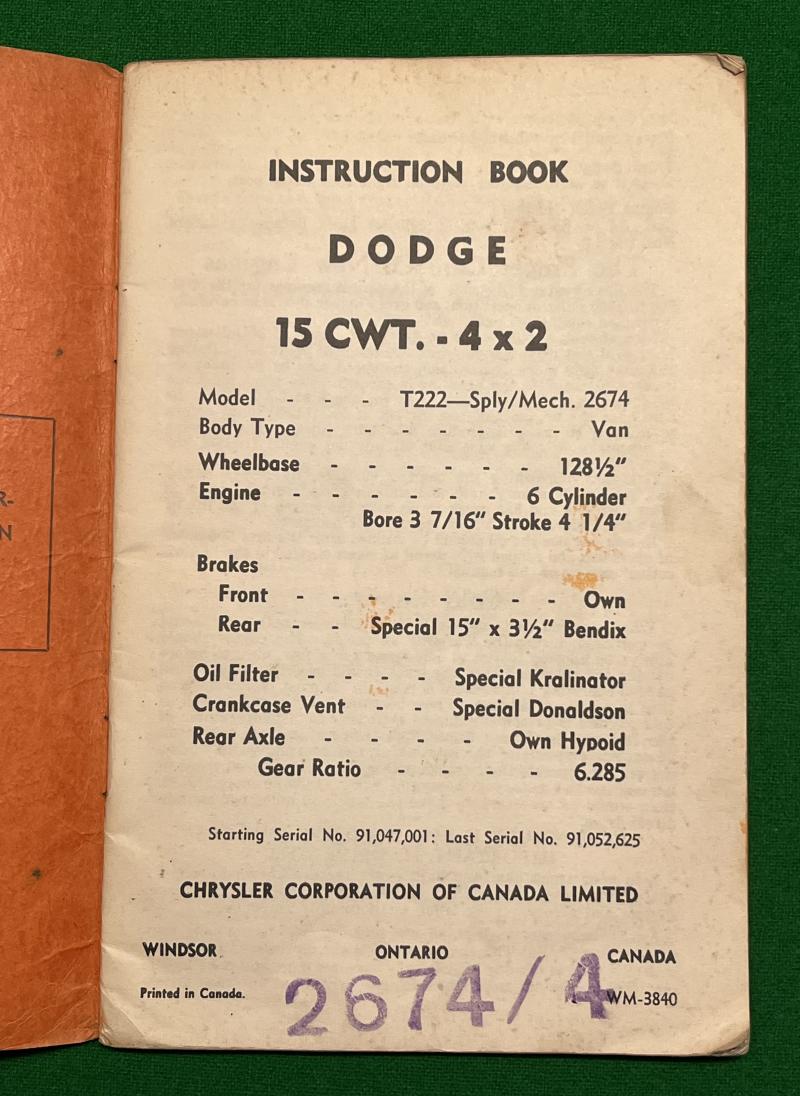 INSTRUCTION BOOK
DODGE
15 CWT. - 4 x 2
Model - - - T222—Sply/Mech. 2674
Body Type - - - - - - - Van
Wheelbase - - - - - - 128½"
Engine - - - - - - 6 Cylinder
Bore 3 7/16" Stroke 4 1/4"
Brakes
Front - - - - - - - - Own
Rear - - Special 15" x 3½" Bendix
Oil Filter - - - - Special Kralinator
Crankcase Vent - - Special Donaldson
Rear Axle - - - - Own Hypoid
Gear Ratio - - - - 6.285
Starting Serial No. 91,047,001: Last Serial No. 91,052,625
CHRYSLER CORPORATION OF CANADA LIMITED
WINDSOR ONTARIO CANADA
Printed in Canada. WM-3840
2674/4
R-
N